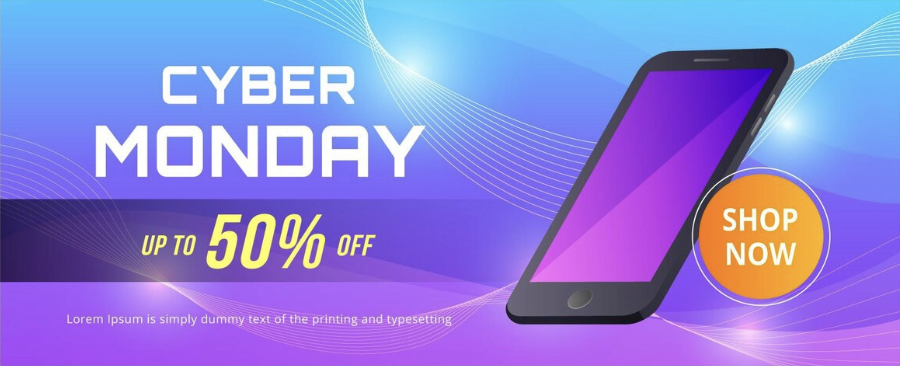 CYBER
MONDAY
UP TO 50% OFF
Lorem Ipsum is simply dummy text of the printing and typesetting
SHOP
NOW